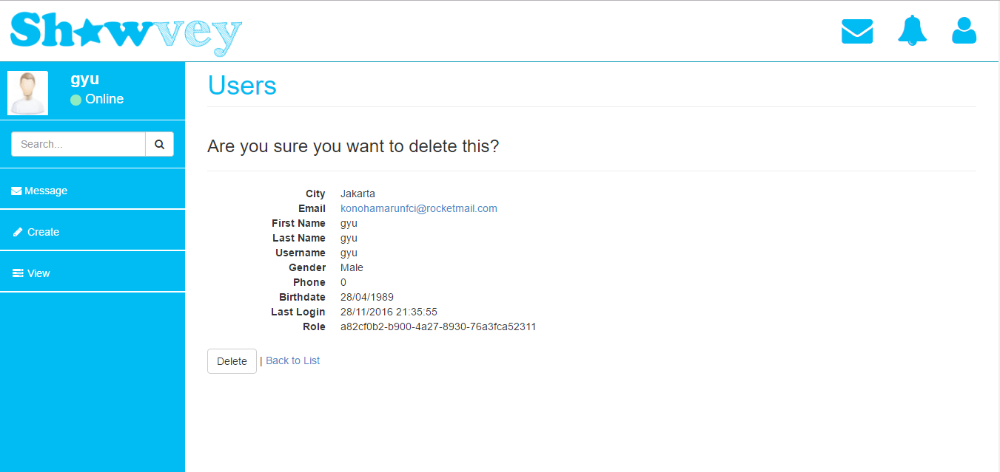 Sh★wvey
gyu
Online
Search...
Message
Create
View
Users
Are you sure you want to delete this?
City Jakarta
Email konohamarunfci@rocketmail.com
First Name gyu
Last Name gyu
Username gyu
Gender Male
Phone 0
Birthdate 28/04/1989
Last Login 28/11/2016 21:35:55
Role a82cf0b2-b900-4a27-8930-76a3fca52311
Delete | Back to List